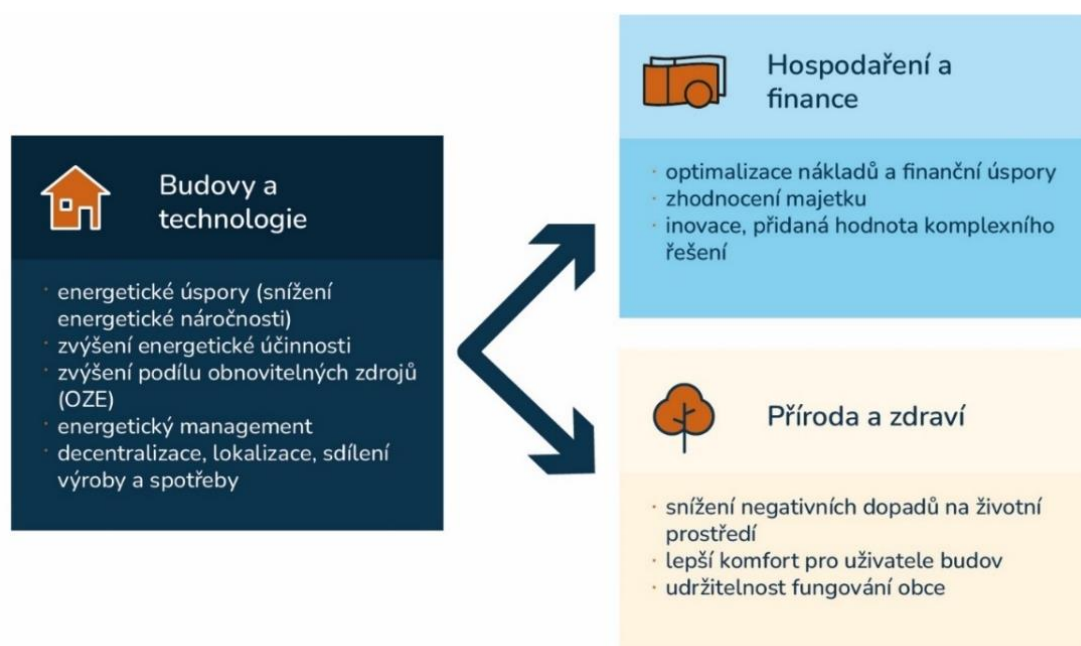 Budovy a
technologie
energetické úspory (snížení
energetické náročnosti)
zvýšení energetické účinnosti
zvýšení podílu obnovitelných zdrojů
(OZE)
energetický management
decentralizace, lokalizace, sdílení
výroby a spotřeby
Hospodaření a
finance
optimalizace nákladů a finanční úspory
zhodnocení majetku
inovace, přidaná hodnota komplexního
řešení
Příroda a zdraví
snížení negativních dopadů na životní
prostředí
lepší komfort pro uživatele budov
udržitelnost fungování obce